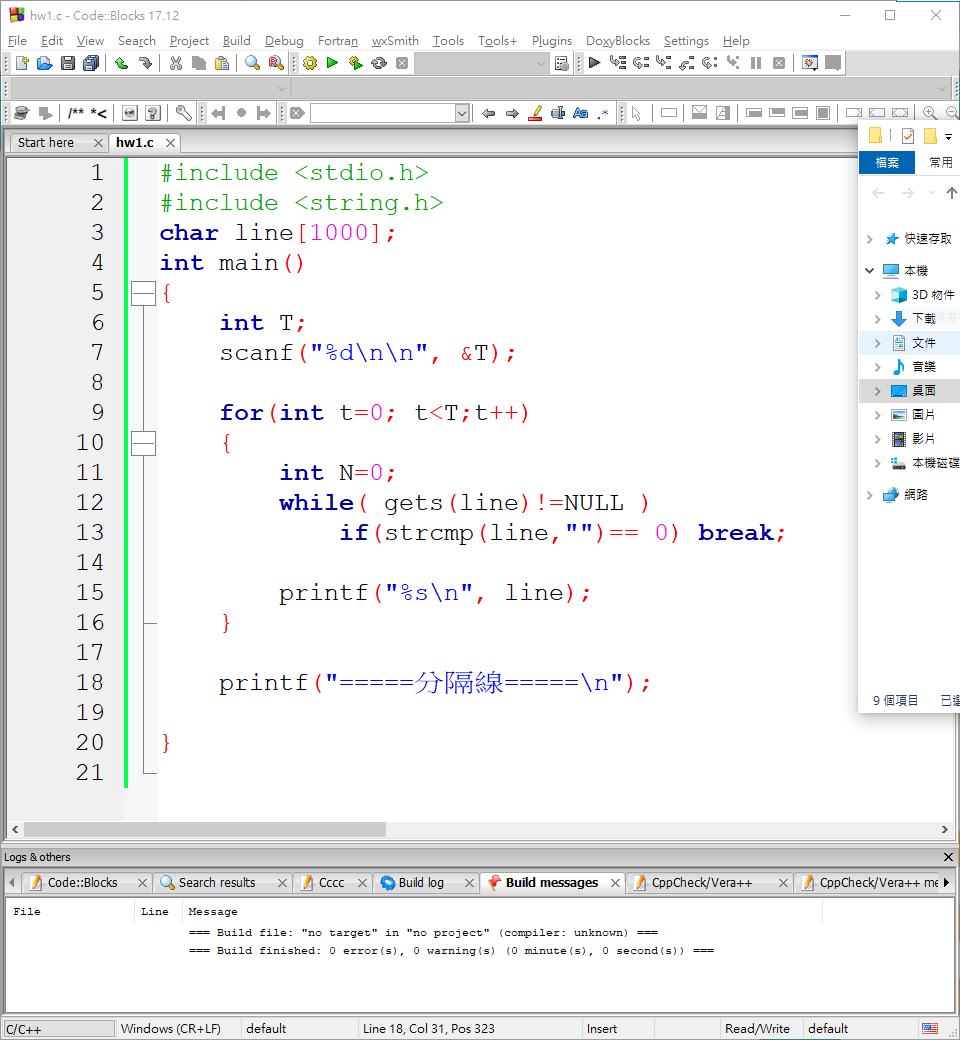 hw1.c - Code::Blocks 17.12
File Edit View Search Project Build Debug Fortran wxSmith Tools Tools+ Plugins DoxyBlocks Settings Help
/** *<
Start here hw1.c
1 #include <stdio.h>
2 #include <string.h>
3 char line[1000];
4 int main()
5 {
6 int T;
7 scanf("%d\n\n", &T);
8
9 for(int t=0; t<T;t++)
10 {
11 int N=0;
12 while( gets(line)!=NULL )
13 if(strcmp(line,"")== 0) break;
14
15 printf("%s\n", line);
16 }
17
18 printf("=====分隔線=====\n");
19
20 }
21
檔案 常用
快速存取
本機
3D 物件
下載
文件
音樂
桌面
圖片
影片
本機磁碟
網路
9 個項目 已選
Logs & others
Code::Blocks Search results Cccc Build log Build messages CppCheck/Vera++ CppCheck/Vera++ me
File Line Message
=== Build file: "no target" in "no project" (compiler: unknown) ===
=== Build finished: 0 error(s), 0 warning(s) (0 minute(s), 0 second(s)) ===
C/C++ Windows (CR+LF) default Line 18, Col 31, Pos 323 Insert Read/Write default